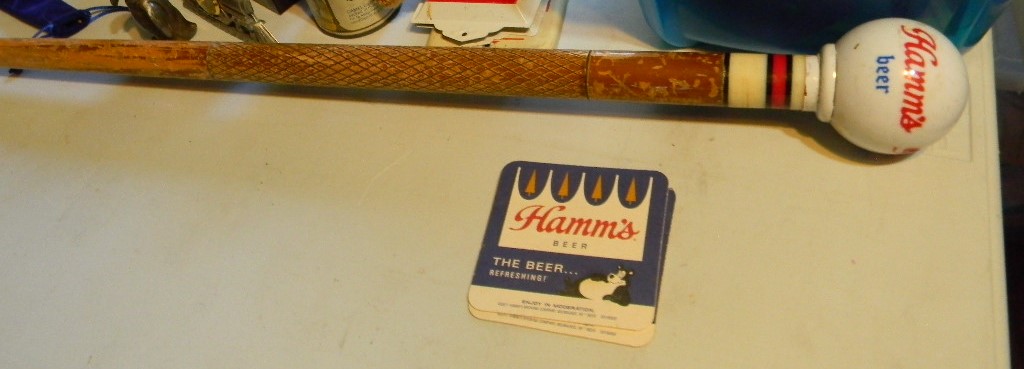 Hamm's
beer
Hamm's
BEER
THE BEER...
REFRESHING!
ENJOY IN MODERATION.